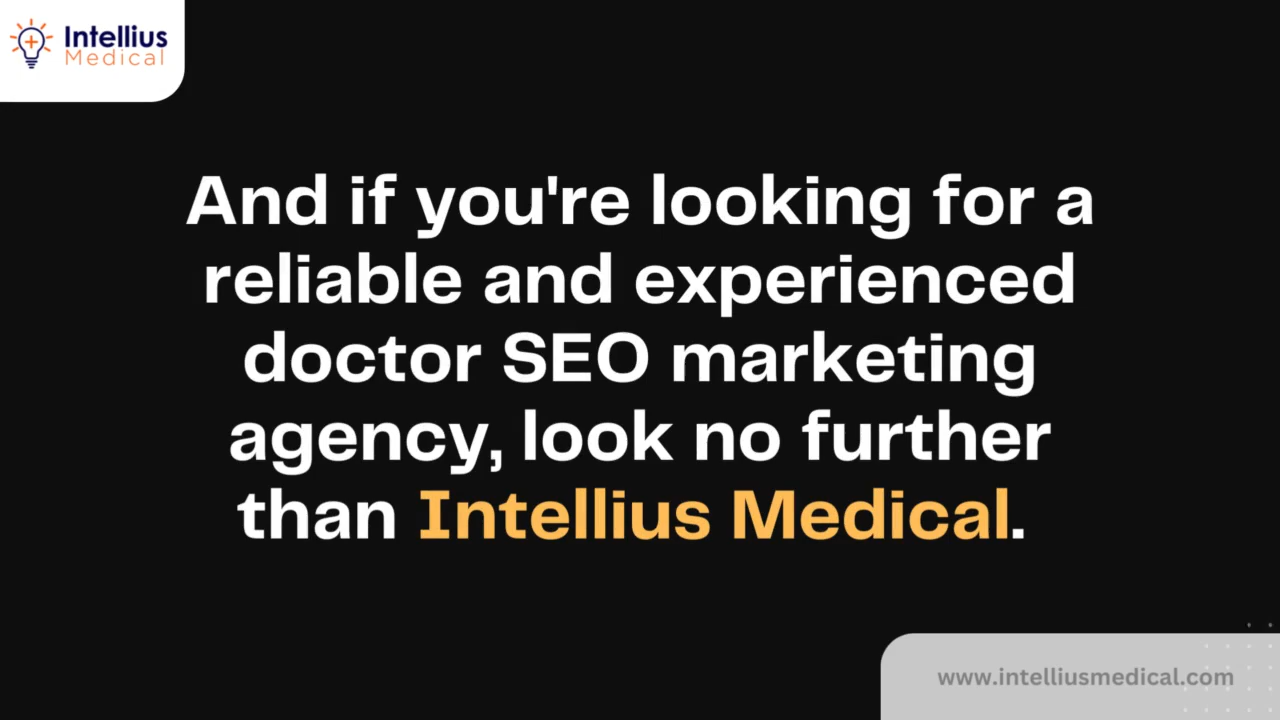 Intellius
Medical
And if you're looking for a
reliable and experienced
doctor SEO marketing
agency, look no further
than Intellius Medical.
www.intelliusmedical.com